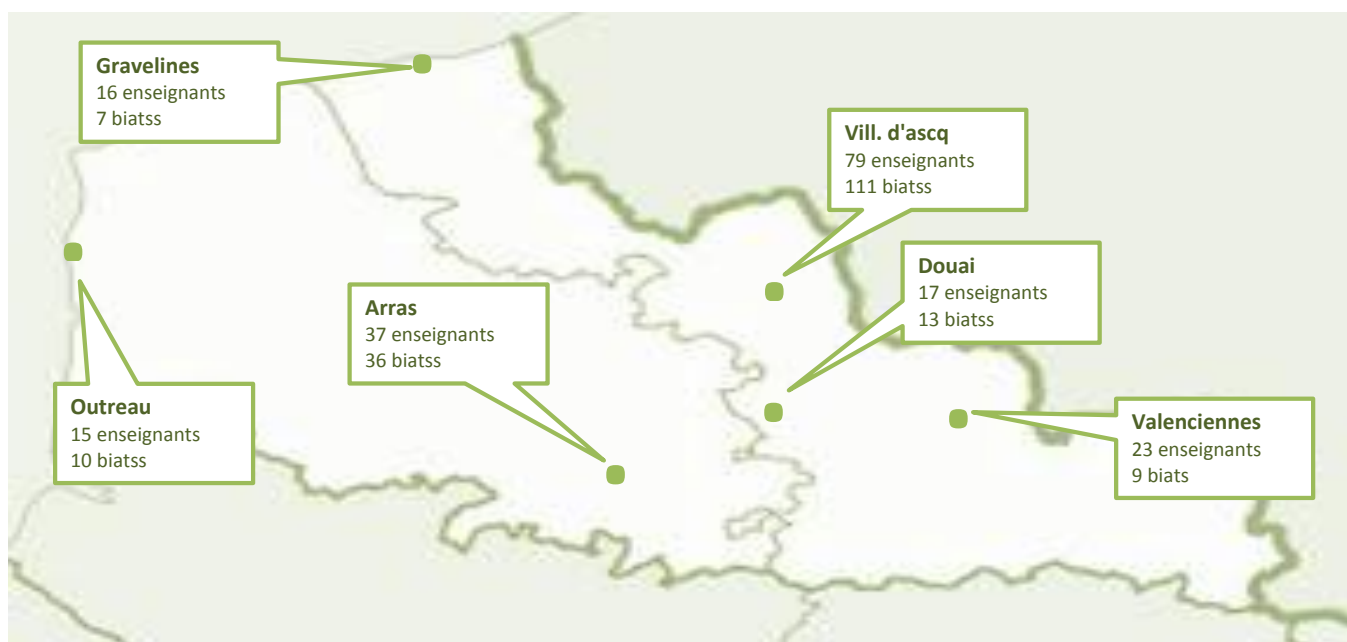 Gravelines
16 enseignants
7 biatss
Vill. d'ascq
79 enseignants
111 biatss
Douai
17 enseignants
13 biatss
Arras
37 enseignants
36 biatss
Outreau
15 enseignants
10 biatss
Valenciennes
23 enseignants
9 biats